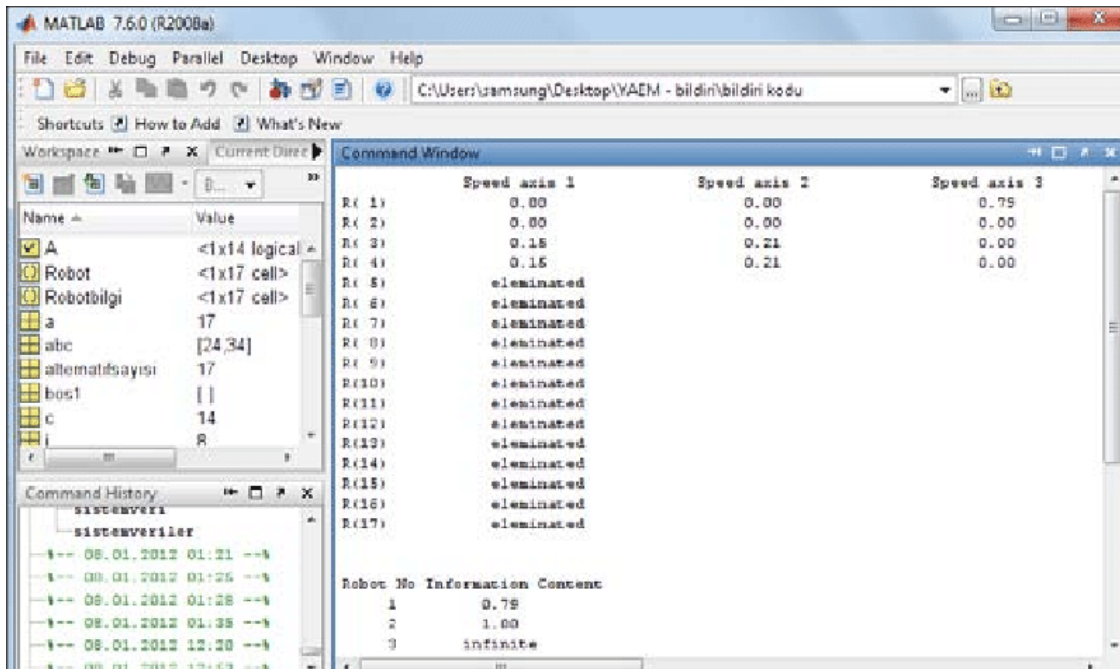 MATLAB 7.6.0 (R2008a)
File Edit Debug Parallel Desktop Window Help
C:\Users\samsung\Desktop\YAEM - bildiri\bildiri kodu
Shortcuts How to Add What's New
Workspace
Current Direc
Name Value
A <1x14 logical
Robot <1x17 cell>
Robotbilgi <1x17 cell>
a 17
abc [24,34]
alternatifsayisi 17
bos1 [ ]
c 14
i 8
Command History
sistemveri
sistemveriler
%-- 08.01.2012 01:21 --%
%-- 08.01.2012 01:25 --%
%-- 08.01.2012 01:28 --%
%-- 08.01.2012 01:35 --%
%-- 08.01.2012 12:20 --%
Command Window
Speed axis 1 Speed axis 2 Speed axis 3
R( 1) 0.00 0.00 0.79
R( 2) 0.00 0.00 0.00
R( 3) 0.15 0.21 0.00
R( 4) 0.15 0.21 0.00
R( 5) eleminated
R( 6) eleminated
R( 7) eleminated
R( 8) eleminated
R( 9) eleminated
R(10) eleminated
R(11) eleminated
R(12) eleminated
R(13) eleminated
R(14) eleminated
R(15) eleminated
R(16) eleminated
R(17) eleminated
Robot No Information Content
1 0.79
2 1.00
3 infinite